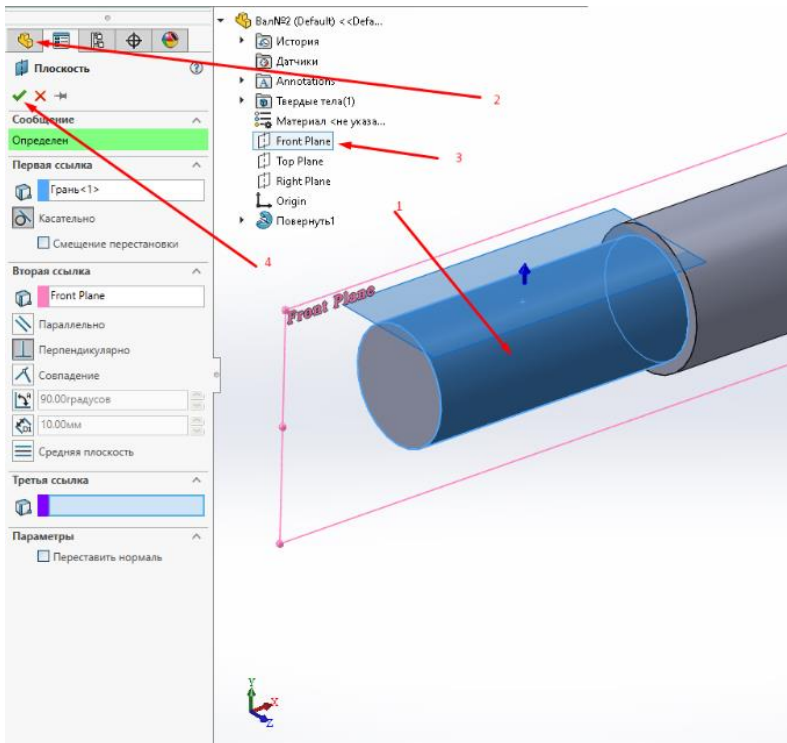 Плоскость
Сообщение
Определен
Первая ссылка
Грань<1>
Касательно
Смещение перестановки
Вторая ссылка
Front Plane
Параллельно
Перпендикулярно
Совпадение
90.00градусов
10.00мм
Средняя плоскость
Третья ссылка
Параметры
Переставить нормаль
Вал№2 (Default) <<Defa...
История
Датчики
Annotations
Твердые тела(1)
Материал <не указа...
Front Plane
Top Plane
Right Plane
Origin
Повернуть1
2
3
1
4
Front Plane
Y
X
Z